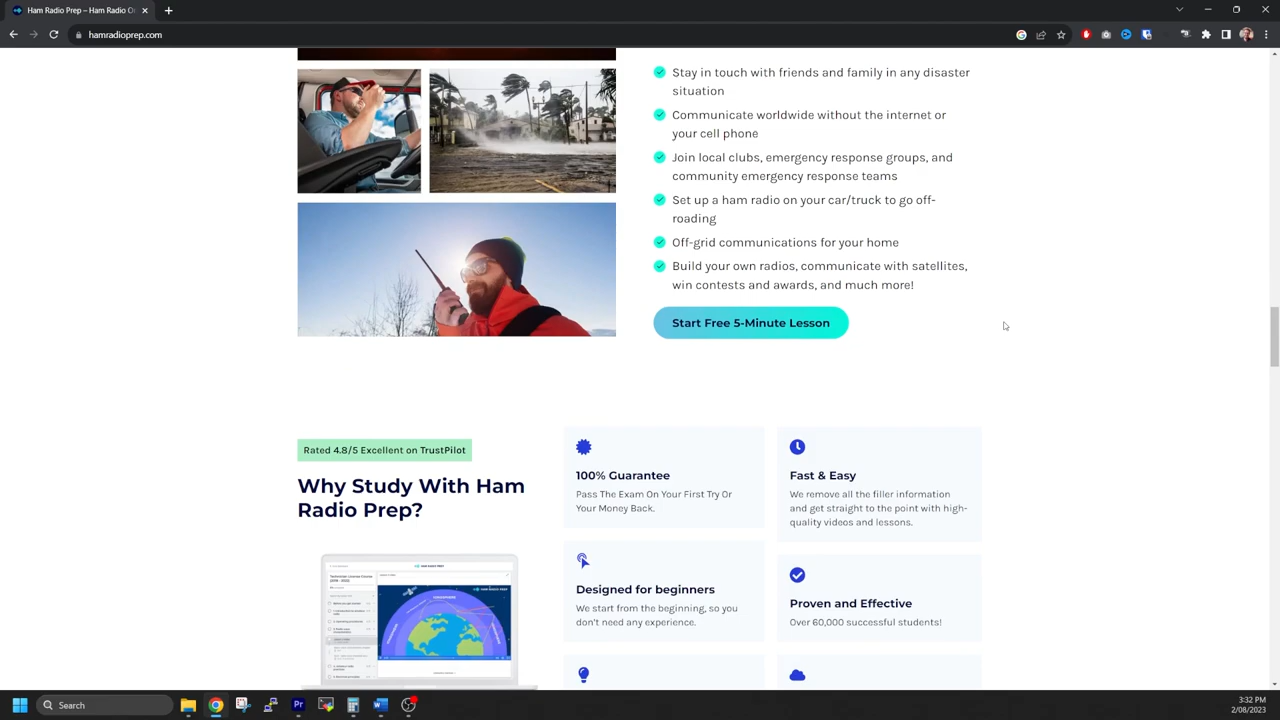 Ham Radio Prep – Ham Radio O
hamradioprep.com
Stay in touch with friends and family in any disaster
situation
Communicate worldwide without the internet or
your cell phone
Join local clubs, emergency response groups, and
community emergency response teams
Set up a ham radio on your car/truck to go off-
roading
Off-grid communications for your home
Build your own radios, communicate with satellites,
win contests and awards, and much more!
Start Free 5-Minute Lesson
Rated 4.8/5 Excellent on TrustPilot
Why Study With Ham
Radio Prep?
100% Guarantee
Pass The Exam On Your First Try Or
Your Money Back.
Fast & Easy
We remove all the filler information
and get straight to the point with high-
quality videos and lessons.
Designed for beginners
We start from the beginning, so you
don't need any experience.
Proven and Effective
Over 60,000 successful students!
HAM RADIO PREP
Search
3:32 PM
2/08/2023